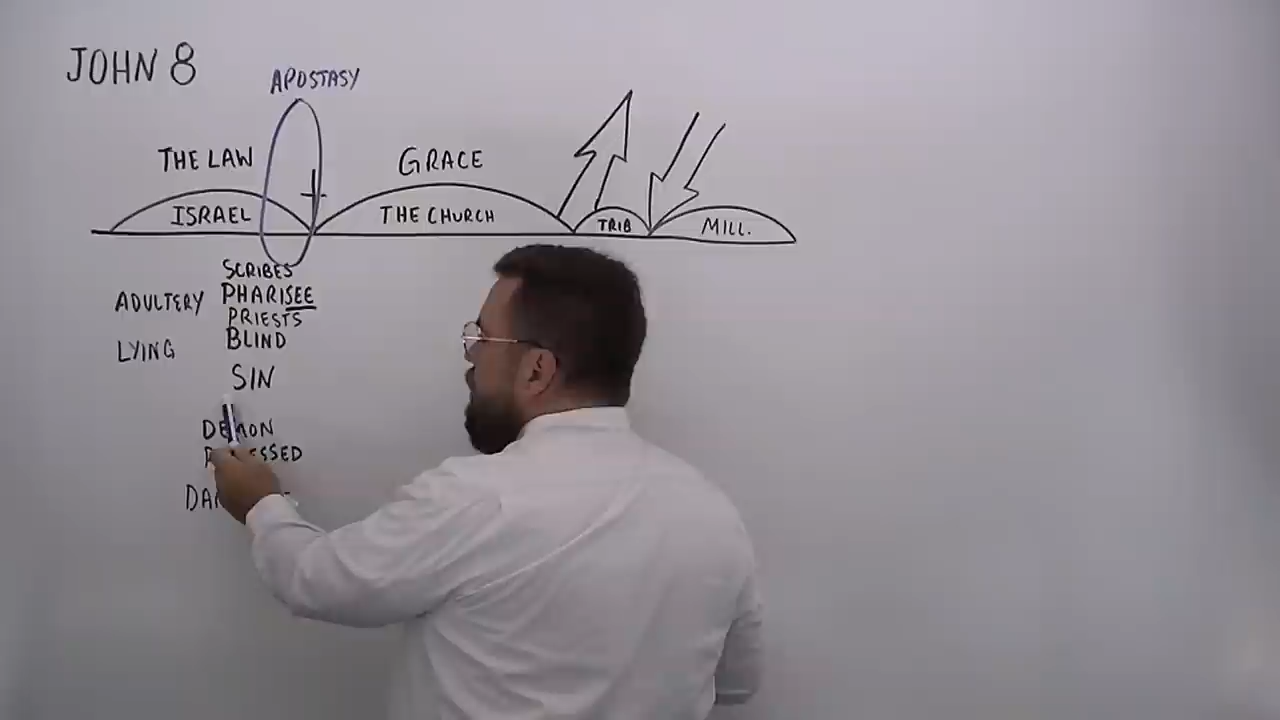 JOHN 8
APOSTASY
THE LAW
GRACE
ISRAEL
THE CHURCH
TRIB
MILL.
SCRIBES
ADULTERY
PHARISEE
PRIESTS
LYING
BLIND
SIN